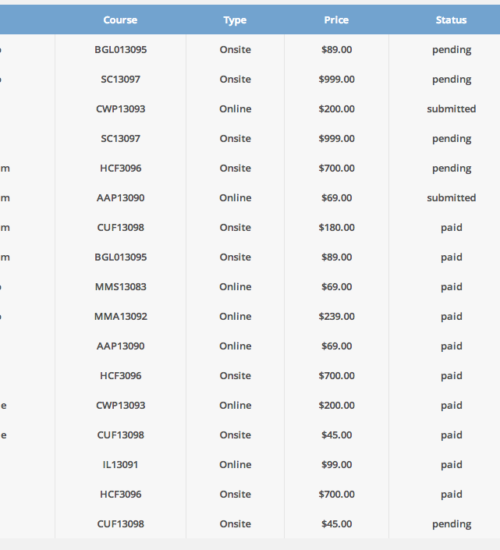 Course Type Price Status
BGL013095 Onsite $89.00 pending
SC13097 Onsite $999.00 pending
CWP13093 Online $200.00 submitted
SC13097 Onsite $999.00 pending
m HCF3096 Onsite $700.00 pending
m AAP13090 Online $69.00 submitted
m CUF13098 Onsite $180.00 paid
m BGL013095 Onsite $89.00 paid
MMS13083 Online $69.00 paid
MMA13092 Online $239.00 paid
AAP13090 Online $69.00 paid
HCF3096 Onsite $700.00 paid
e CWP13093 Online $200.00 paid
e CUF13098 Onsite $45.00 paid
IL13091 Online $99.00 paid
HCF3096 Onsite $700.00 paid
CUF13098 Onsite $45.00 pending